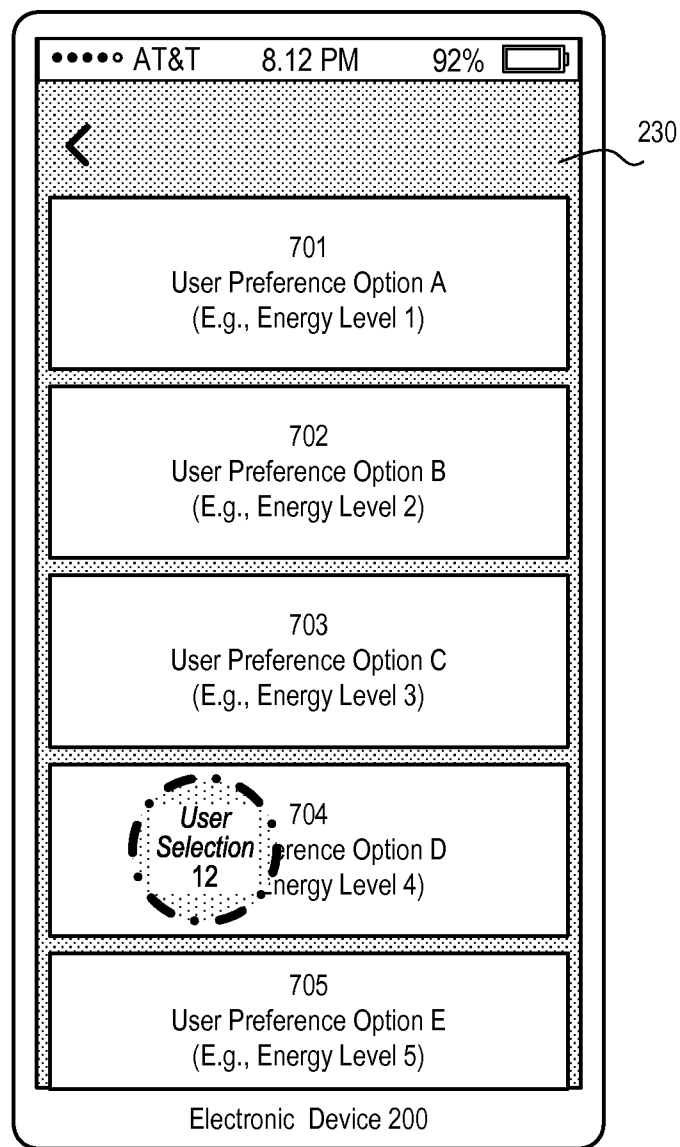 AT&T 8.12 PM 92%
230
701
User Preference Option A
(E.g., Energy Level 1)
702
User Preference Option B
(E.g., Energy Level 2)
703
User Preference Option C
(E.g., Energy Level 3)
User
Selection
12
704
erence Option D
nergy Level 4)
705
User Preference Option E
(E.g., Energy Level 5)
Electronic Device 200